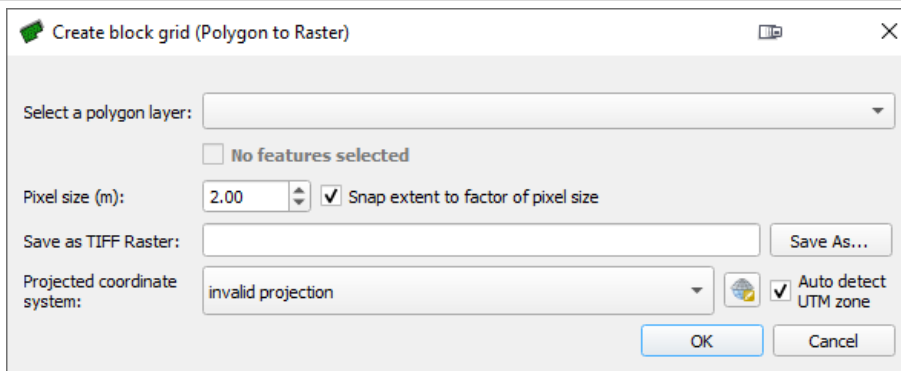 Create block grid (Polygon to Raster)
Select a polygon layer:
No features selected
Pixel size (m): 2.00 Snap extent to factor of pixel size
Save as TIFF Raster: Save As...
Projected coordinate system: invalid projection Auto detect UTM zone
OK Cancel